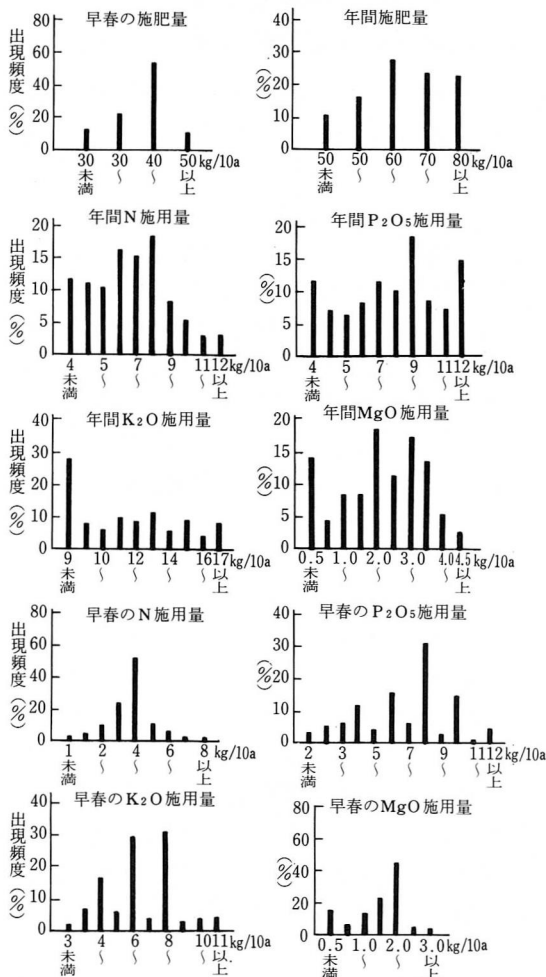 早春の施肥量
出現頻度(%)
80
60
40
20
0
30未満
30〜
40〜
50以上
kg/10a
年間施肥量
(%)
40
30
20
10
0
50未満
50〜
60〜
70〜
80以上
kg/10a
年間N施用量
出現頻度(%)
20
15
10
5
0
4未満
5〜
7〜
9〜
11〜
12以上
kg/10a
年間P₂O₅施用量
(%)
20
15
10
5
0
4未満
5〜
7〜
9〜
11〜
12以上
kg/10a
年間K₂O施用量
出現頻度(%)
40
30
20
10
0
9未満
10〜
12〜
14〜
16〜
17以上
kg/10a
年間MgO施用量
(%)
20
15
10
5
0
0.5未満
1.0〜
2.0〜
3.0〜
4.0〜
4.5以上
kg/10a
早春のN施用量
出現頻度(%)
80
60
40
20
0
1未満
2〜
4〜
6〜
8以上
kg/10a
早春のP₂O₅施用量
(%)
40
30
20
10
0
2未満
3〜
5〜
7〜
9〜
11〜
12以上
kg/10a
早春のK₂O施用量
出現頻度(%)
40
30
20
10
0
3未満
4〜
6〜
8〜
10〜
11以上
kg/10a
早春のMgO施用量
(%)
80
60
40
20
0
0.5未満
1.0〜
2.0〜
3.0以上
kg/10a